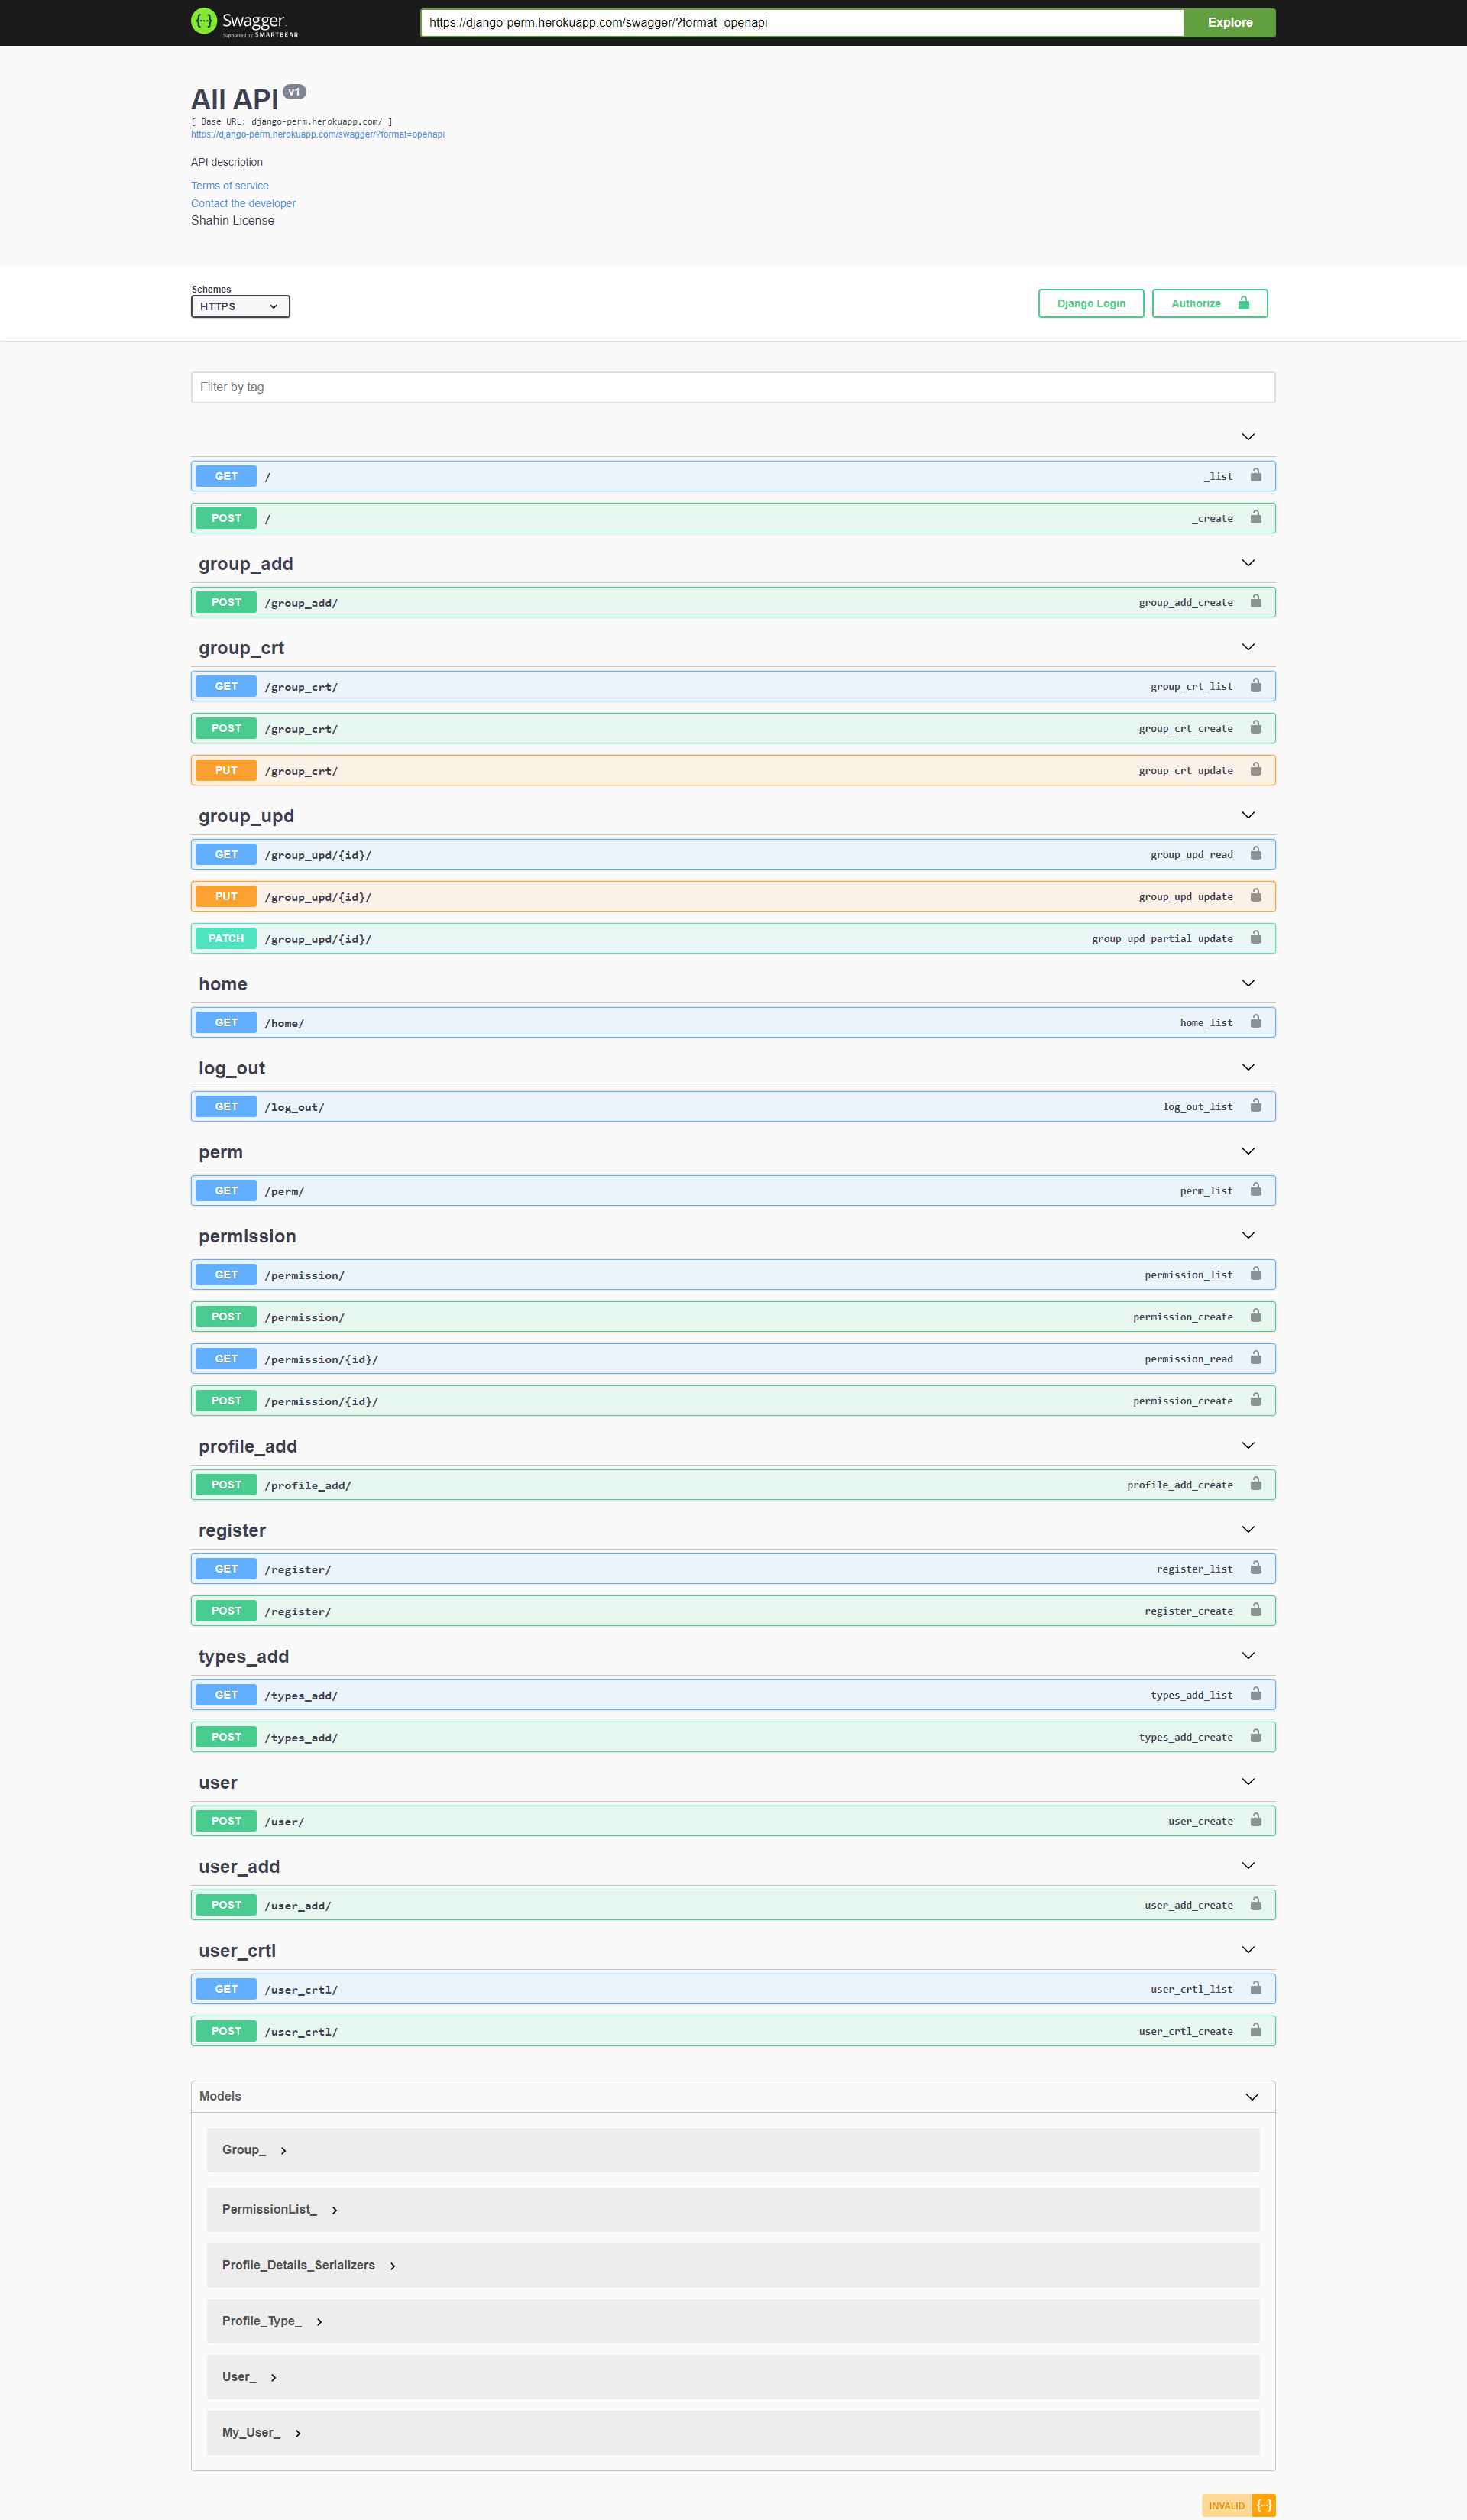 Swagger
Supported by SMARTBEAR
https://django-perm.herokuapp.com/swagger/?format=openapi
Explore
All API v1
[ Base URL: django-perm.herokuapp.com/ ]
https://django-perm.herokuapp.com/swagger/?format=openapi
API description
Terms of service
Contact the developer
Shahin License
Schemes
HTTPS
Django Login
Authorize
Filter by tag
GET / _list
POST / _create
group_add
POST /group_add/ group_add_create
group_crt
GET /group_crt/ group_crt_list
POST /group_crt/ group_crt_create
PUT /group_crt/ group_crt_update
group_upd
GET /group_upd/{id}/ group_upd_read
PUT /group_upd/{id}/ group_upd_update
PATCH /group_upd/{id}/ group_upd_partial_update
home
GET /home/ home_list
log_out
GET /log_out/ log_out_list
perm
GET /perm/ perm_list
permission
GET /permission/ permission_list
POST /permission/ permission_create
GET /permission/{id}/ permission_read
POST /permission/{id}/ permission_create
profile_add
POST /profile_add/ profile_add_create
register
GET /register/ register_list
POST /register/ register_create
types_add
GET /types_add/ types_add_list
POST /types_add/ types_add_create
user
POST /user/ user_create
user_add
POST /user_add/ user_add_create
user_crtl
GET /user_crtl/ user_crtl_list
POST /user_crtl/ user_crtl_create
Models
Group_
PermissionList_
Profile_Details_Serializers
Profile_Type_
User_
My_User_
INVALID {...}